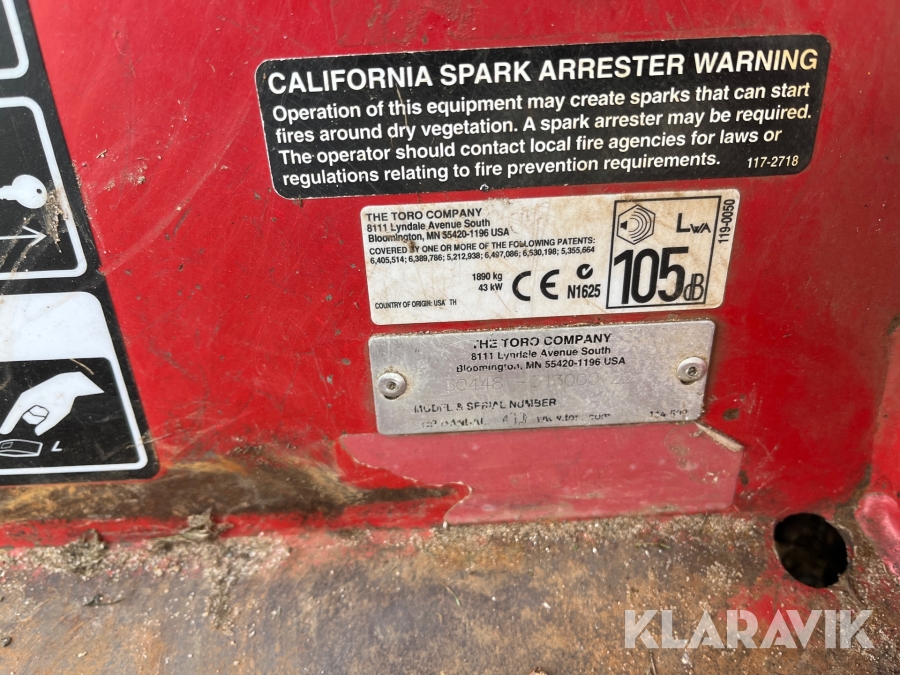 CALIFORNIA SPARK ARRESTER WARNING
Operation of this equipment may create sparks that can start
fires around dry vegetation. A spark arrester may be required.
The operator should contact local fire agencies for laws or
regulations relating to fire prevention requirements.
117-2718
THE TORO COMPANY
8111 Lyndale Avenue South
Bloomington, MN 55420-1196 USA
COVERED BY ONE OR MORE OF THE FOLLOWING PATENTS:
6,405,514; 6,389,786; 5,212,938; 6,497,086; 6,530,198; 5,355,664
1890 kg
43 kW
CE
N1625
COUNTRY OF ORIGIN: USA TH
LWA
105 dB
119-0050
THE TORO COMPANY
8111 Lyndale Avenue South
Bloomington, MN 55420-1196 USA
MODEL & SERIAL NUMBER
L
KLARAVIK